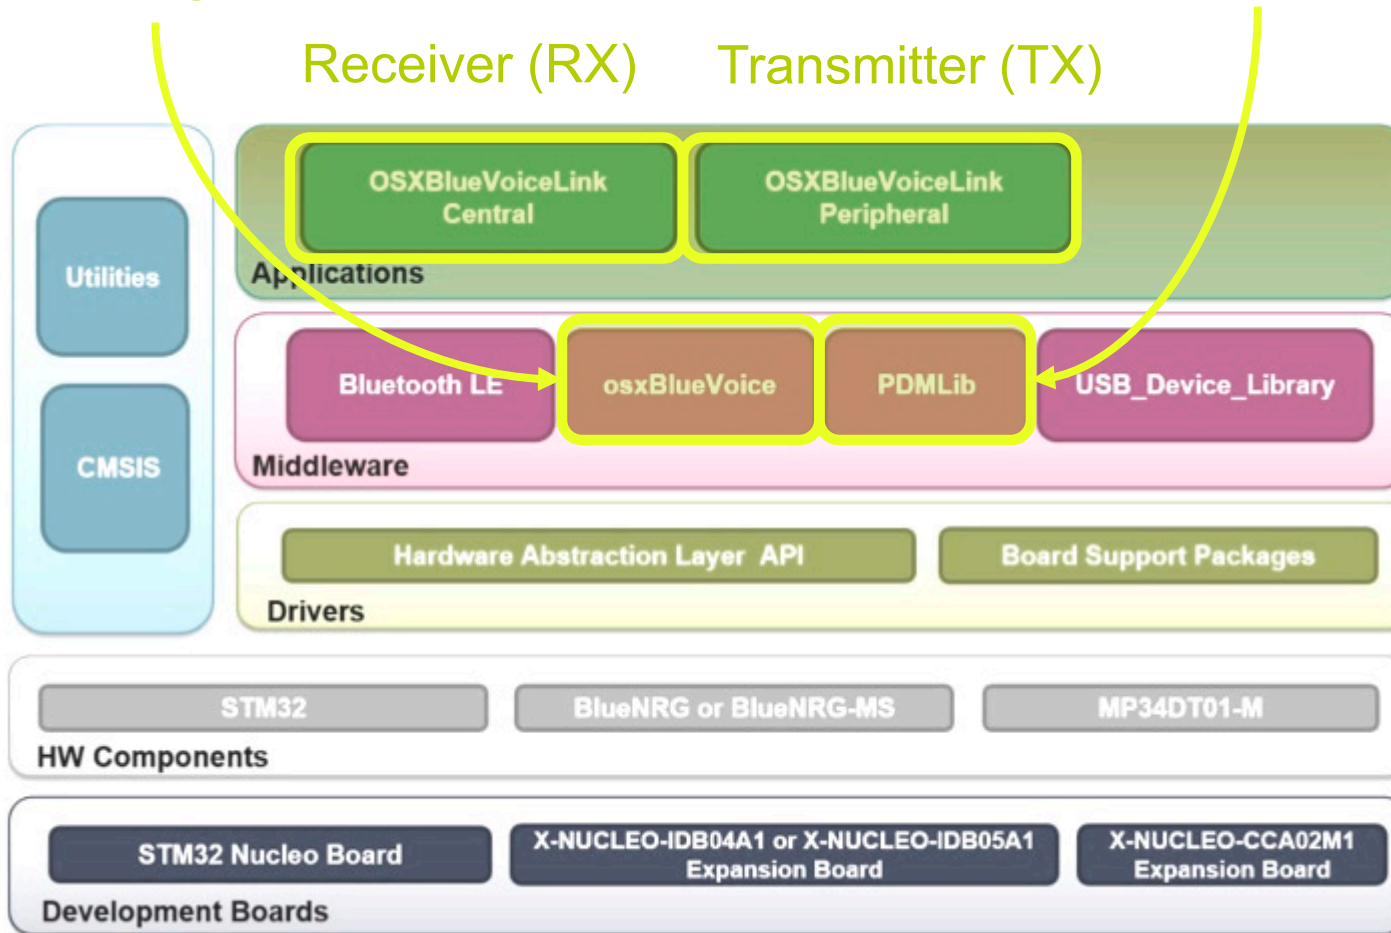 Receiver (RX) Transmitter (TX)
OSXBlueVoiceLink
Central
OSXBlueVoiceLink
Peripheral
Applications
Utilities
CMSIS
Bluetooth LE
osxBlueVoice
PDMLib
USB_Device_Library
Middleware
Hardware Abstraction Layer API
Board Support Packages
Drivers
STM32
BlueNRG or BlueNRG-MS
MP34DT01-M
HW Components
STM32 Nucleo Board
X-NUCLEO-IDB04A1 or X-NUCLEO-IDB05A1
Expansion Board
X-NUCLEO-CCA02M1
Expansion Board
Development Boards